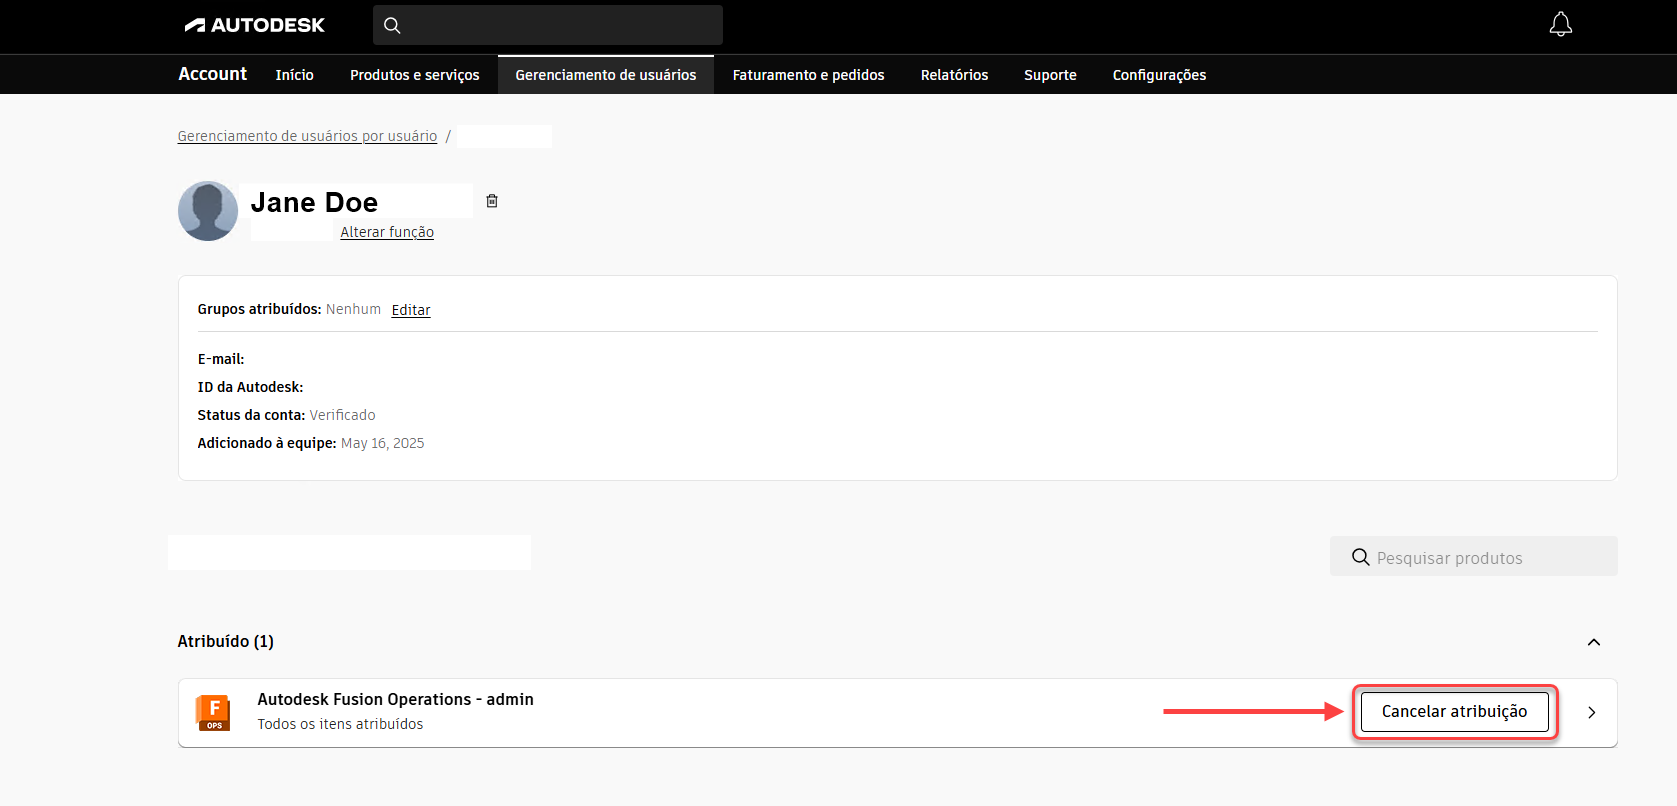 AUTODESK
Account Início Produtos e serviços Gerenciamento de usuários Faturamento e pedidos Relatórios Suporte Configurações
Gerenciamento de usuários por usuário /
Jane Doe
Alterar função
Grupos atribuídos: Nenhum Editar
E-mail:
ID da Autodesk:
Status da conta: Verificado
Adicionado à equipe: May 16, 2025
Pesquisar produtos
Atribuído (1)
F
OPS
Autodesk Fusion Operations - admin
Todos os itens atribuídos
Cancelar atribuição